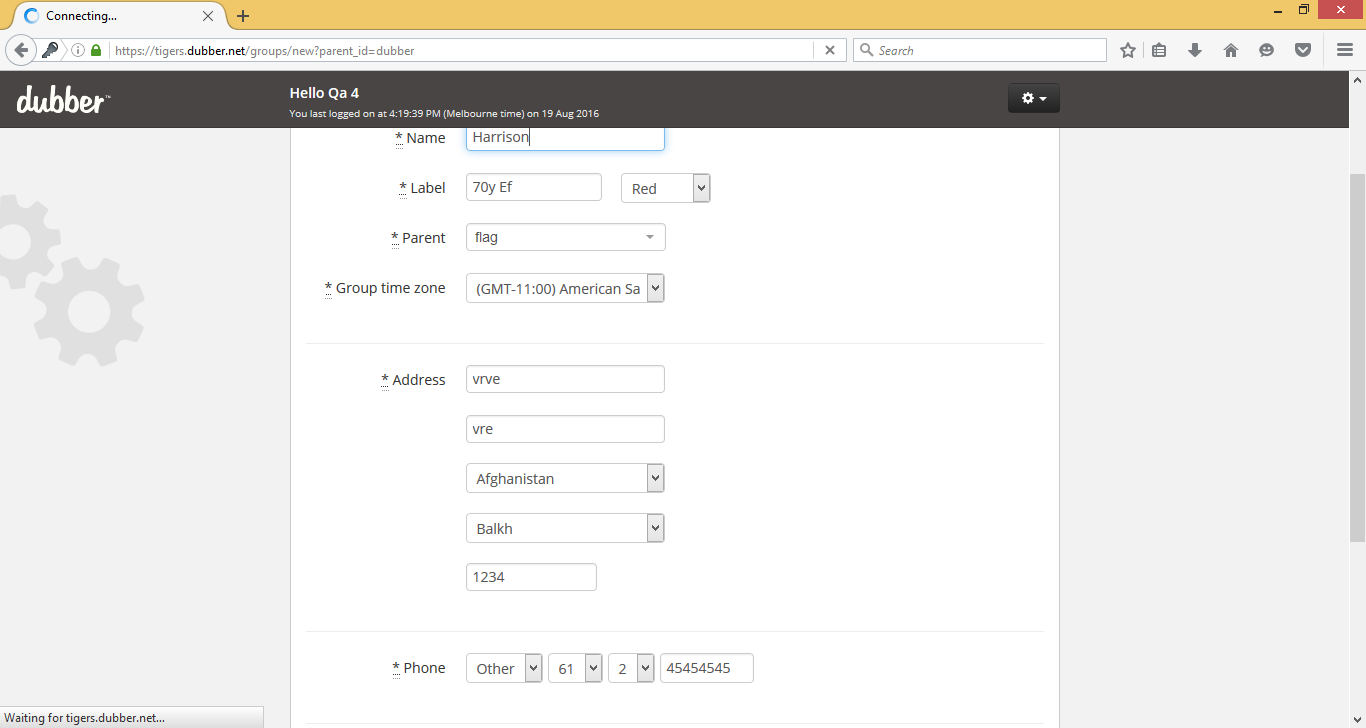 Connecting...
https://tigers.dubber.net/groups/new?parent_id=dubber
Search
dubber™
Hello Qa 4
You last logged on at 4:19:39 PM (Melbourne time) on 19 Aug 2016
* Name Harrison
* Label 70y Ef Red
* Parent flag
* Group time zone (GMT-11:00) American Sa
* Address vrve
vre
Afghanistan
Balkh
1234
* Phone Other 61 2 45454545
Waiting for tigers.dubber.net...